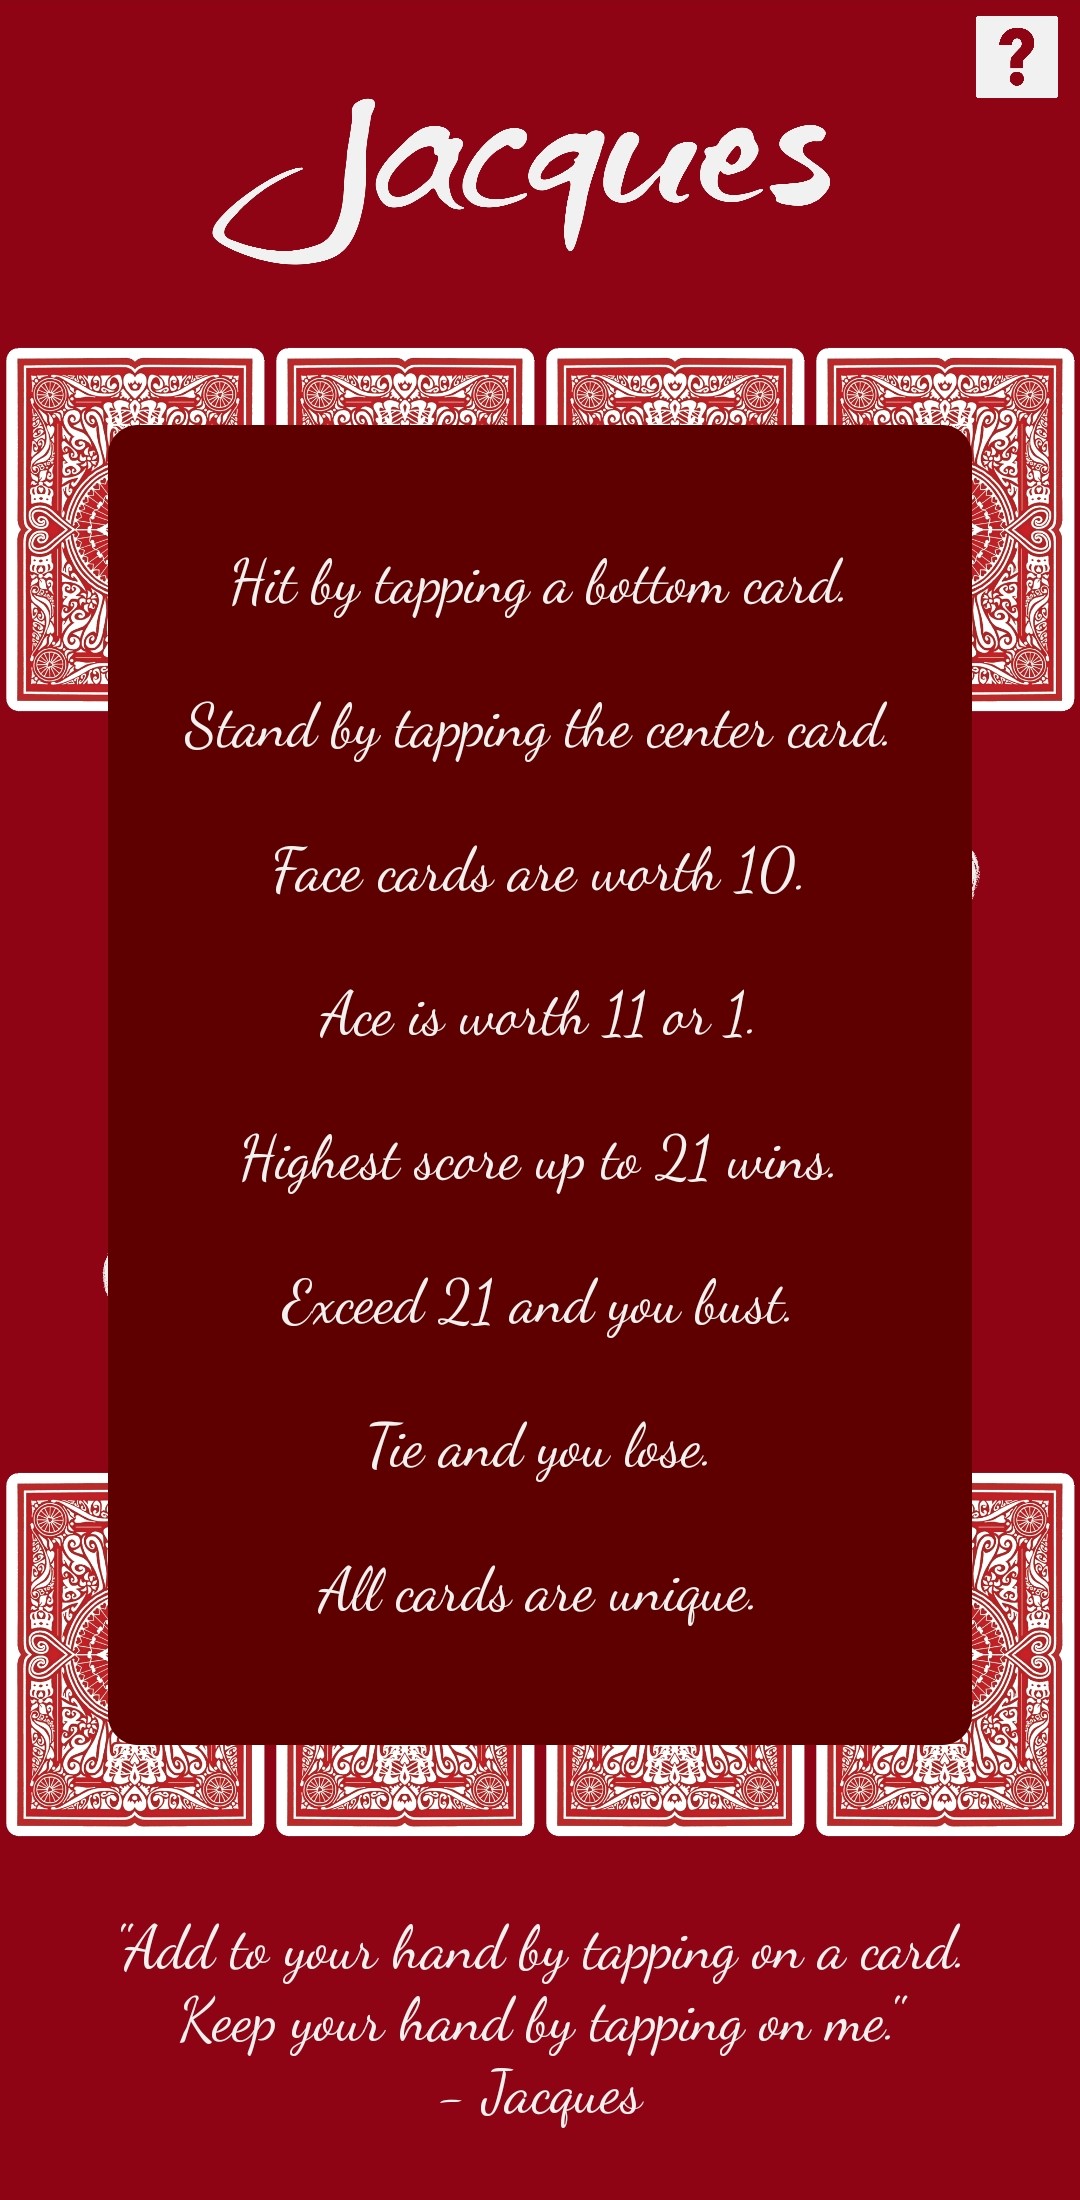 ?
Jacques
Hit by tapping a bottom card.
Stand by tapping the center card.
Face cards are worth 10.
Ace is worth 11 or 1.
Highest score up to 21 wins.
Exceed 21 and you bust.
Tie and you lose.
All cards are unique.
"Add to your hand by tapping on a card.
Keep your hand by tapping on me."
- Jacques